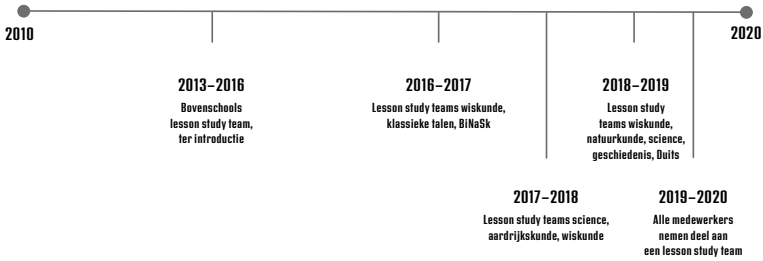 2010
2020
2013–2016
Bovenschools
lesson study team,
ter introductie
2016–2017
Lesson study teams wiskunde,
klassieke talen, BiNaSk
2018–2019
Lesson study
teams wiskunde,
natuurkunde, science,
geschiedenis, Duits
2017–2018
Lesson study teams science,
aardrijkskunde, wiskunde
2019–2020
Alle medewerkers
nemen deel aan
een lesson study team